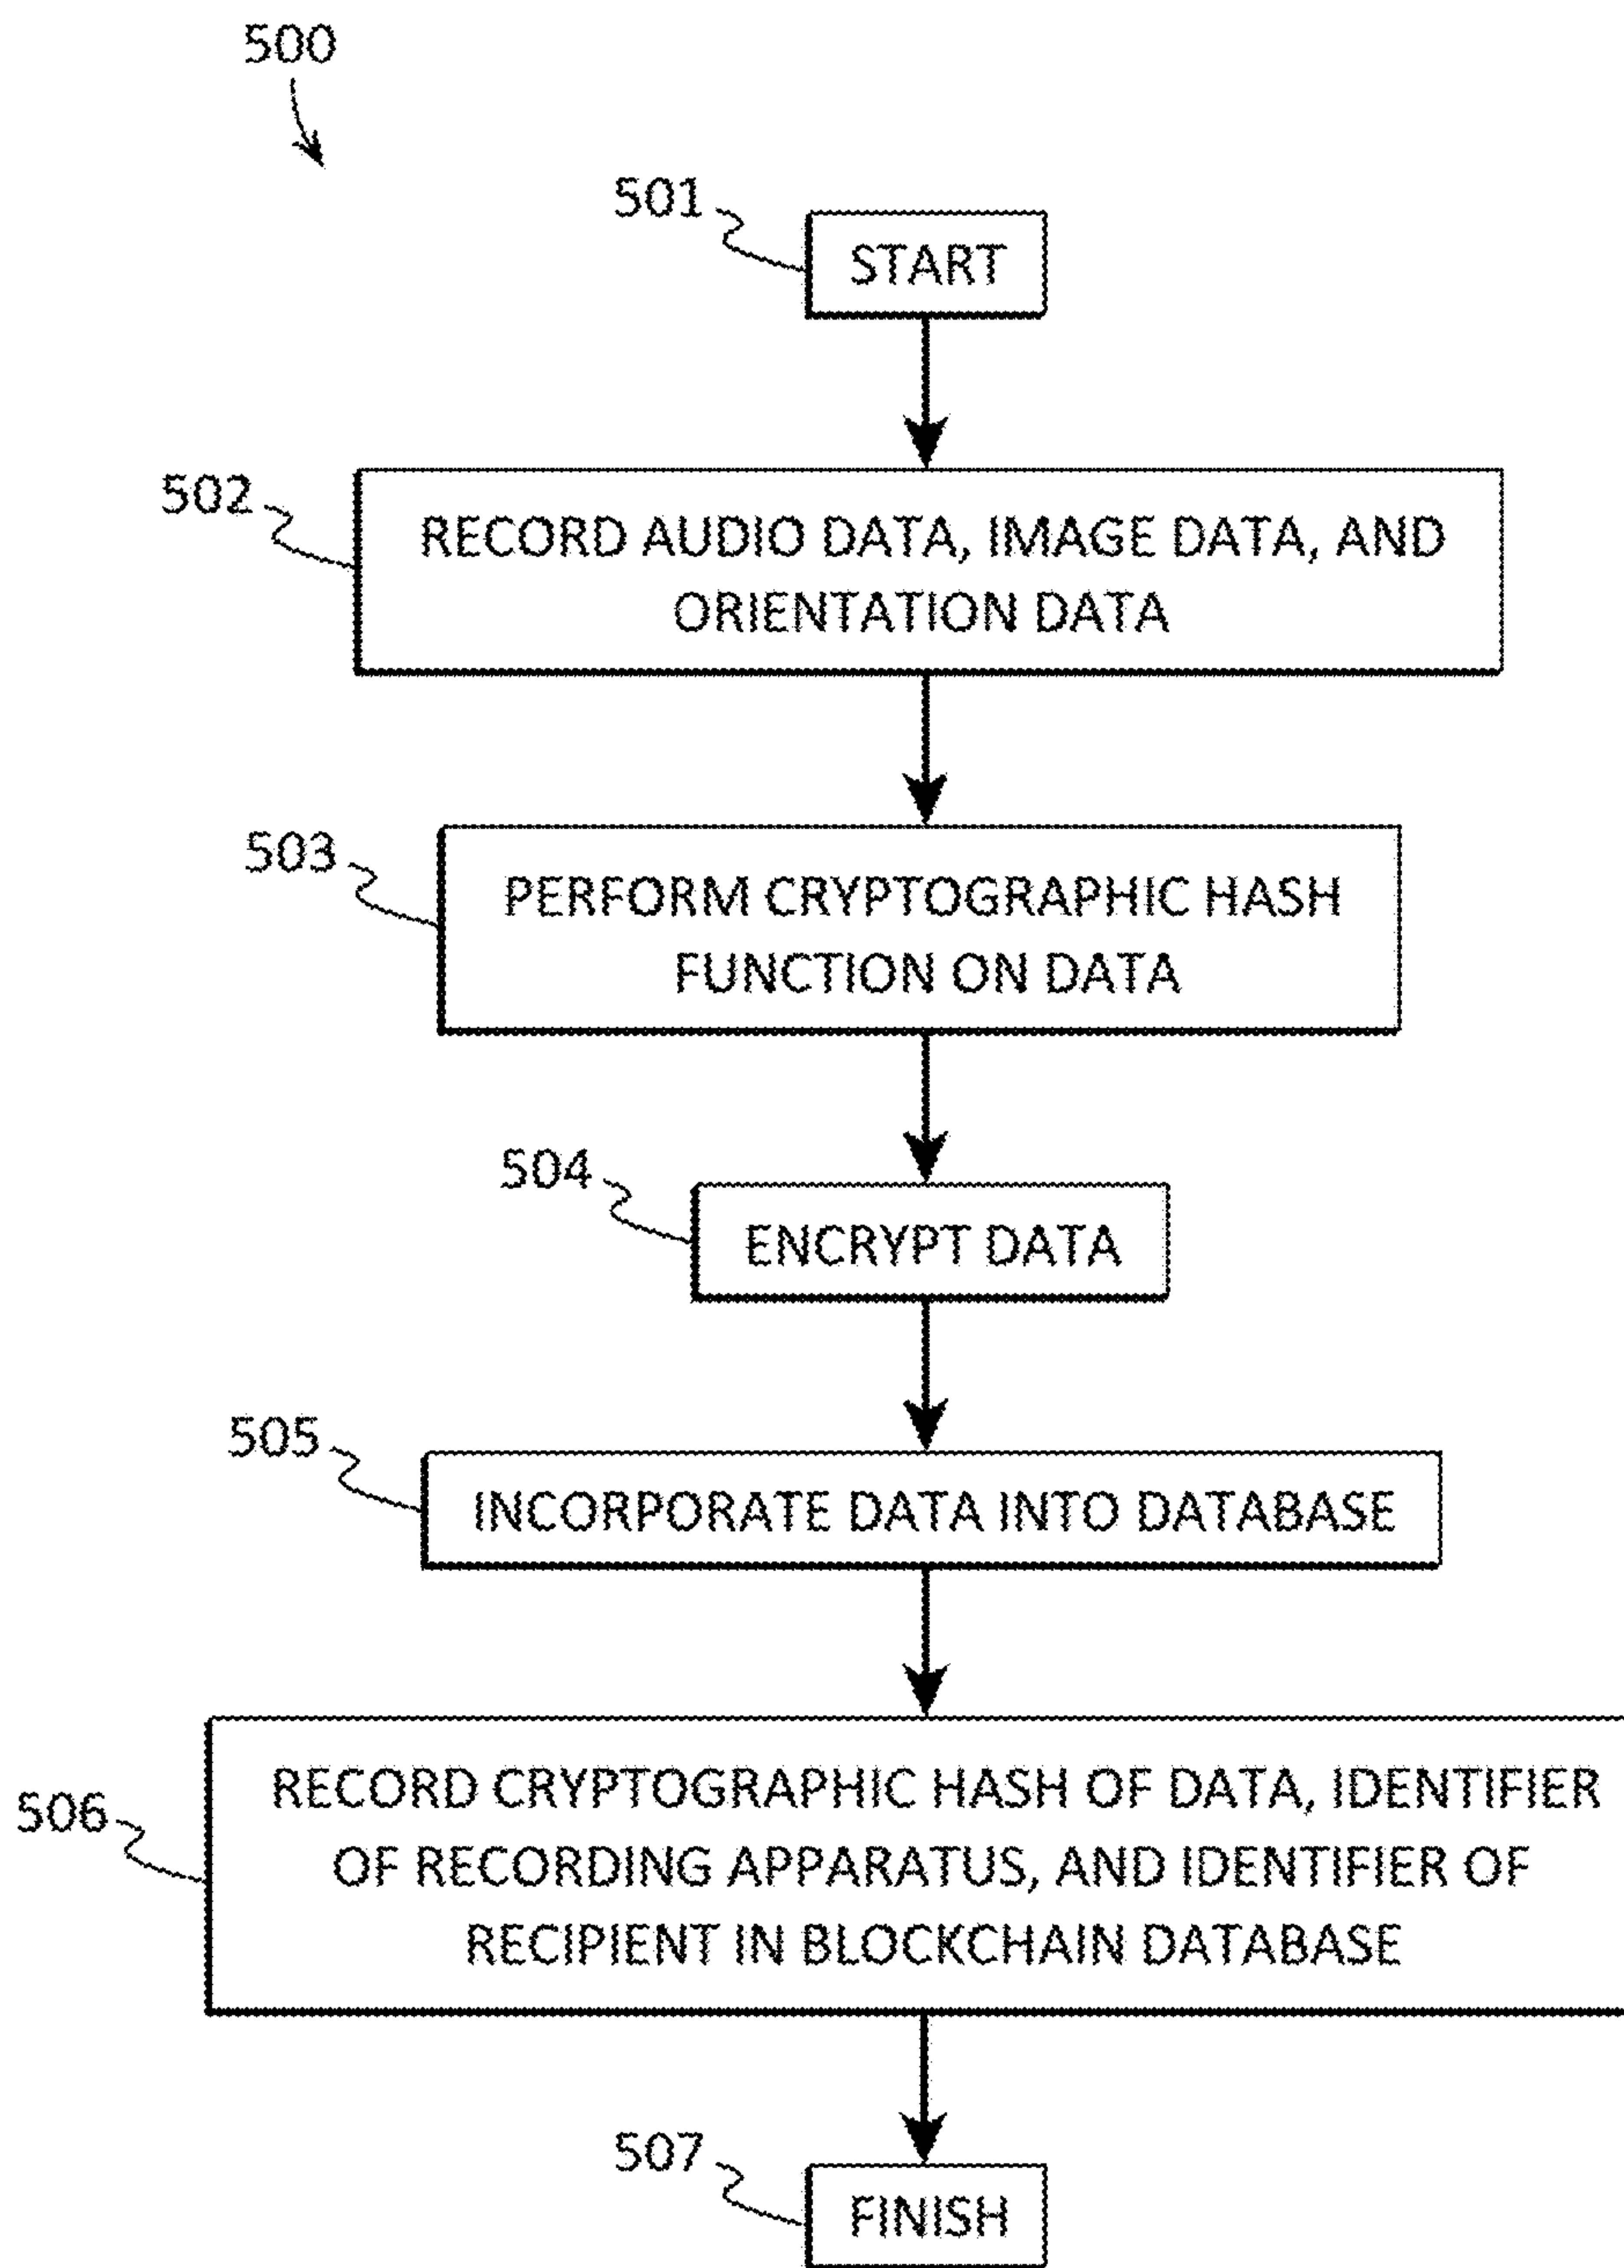 500
501
START
502
RECORD AUDIO DATA, IMAGE DATA, AND
ORIENTATION DATA
503
PERFORM CRYPTOGRAPHIC HASH
FUNCTION ON DATA
504
ENCRYPT DATA
505
INCORPORATE DATA INTO DATABASE
506
RECORD CRYPTOGRAPHIC HASH OF DATA, IDENTIFIER
OF RECORDING APPARATUS, AND IDENTIFIER OF
RECIPIENT IN BLOCKCHAIN DATABASE
507
FINISH